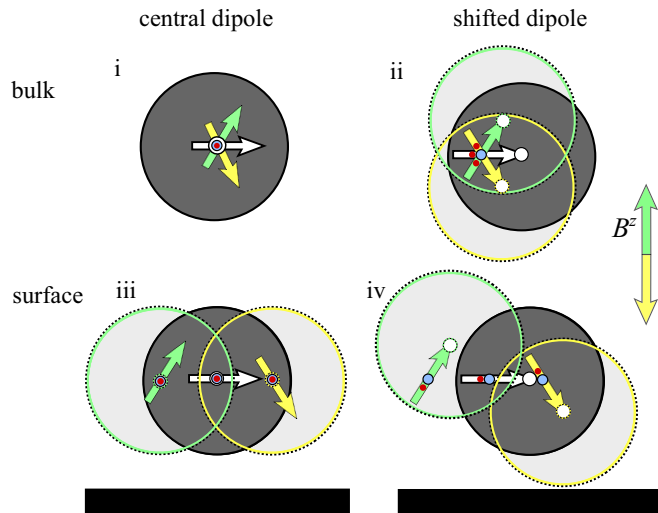 central dipole
shifted dipole
bulk
i
ii
B^z
surface
iii
iv